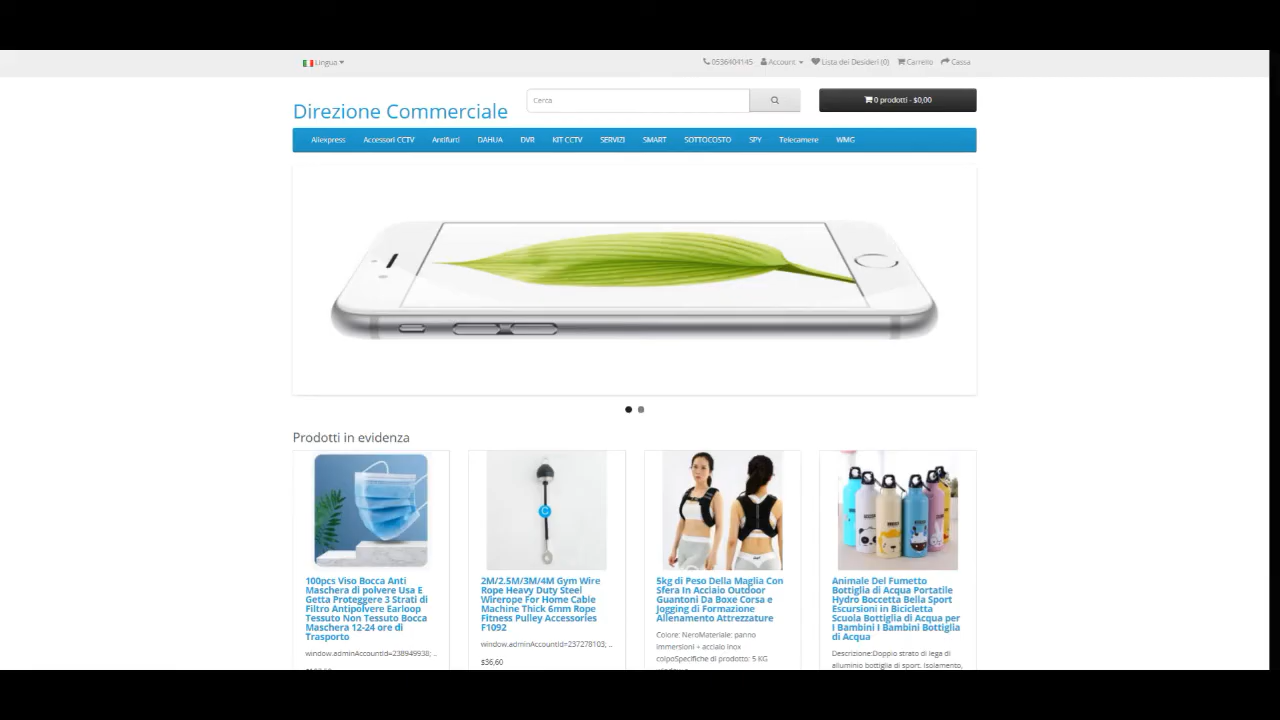 Lingua
0536404145 Account Lista dei Desideri (0) Carrello Cassa
Direzione Commerciale
Cerca
0 prodotti - $0,00
Aliexpress Accessori CCTV Antifurti DAHUA DVR KIT CCTV SERVIZI SMART SOTTOCOSTO SPY Telecamere WMG
Prodotti in evidenza
100pcs Viso Bocca Anti
Maschera di polvere Usa E
Getta Proteggere 3 Strati di
Filtro Antipolvere Earloop
Tessuto Non Tessuto Bocca
Maschera 12-24 ore di
Trasporto
window.adminAccountId=238949938; ..
C
2M/2.5M/3M/4M Gym Wire
Rope Heavy Duty Steel
Wirerope For Home Cable
Machine Thick 6mm Rope
Fitness Pulley Accessories
F1092
window.adminAccountId=237278103; ..
$36,60
5kg di Peso Della Maglia Con
Sfera In Acciaio Outdoor
Guantoni Da Boxe Corsa e
Jogging di Formazione
Allenamento Attrezzature
Colore: NeroMateriale: panno
immersioni + acciaio inox
colpoSpecifiche di prodotto: 5 KG
Animale Del Fumetto
Bottiglia di Acqua Portatile
Hydro Boccetta Bella Sport
Escursioni in Bicicletta
Scuola Bottiglia di Acqua per
I Bambini I Bambini Bottiglia
di Acqua
Descrizione:Doppio strato di lega di
alluminio bottiglia di sport. Isolamento,